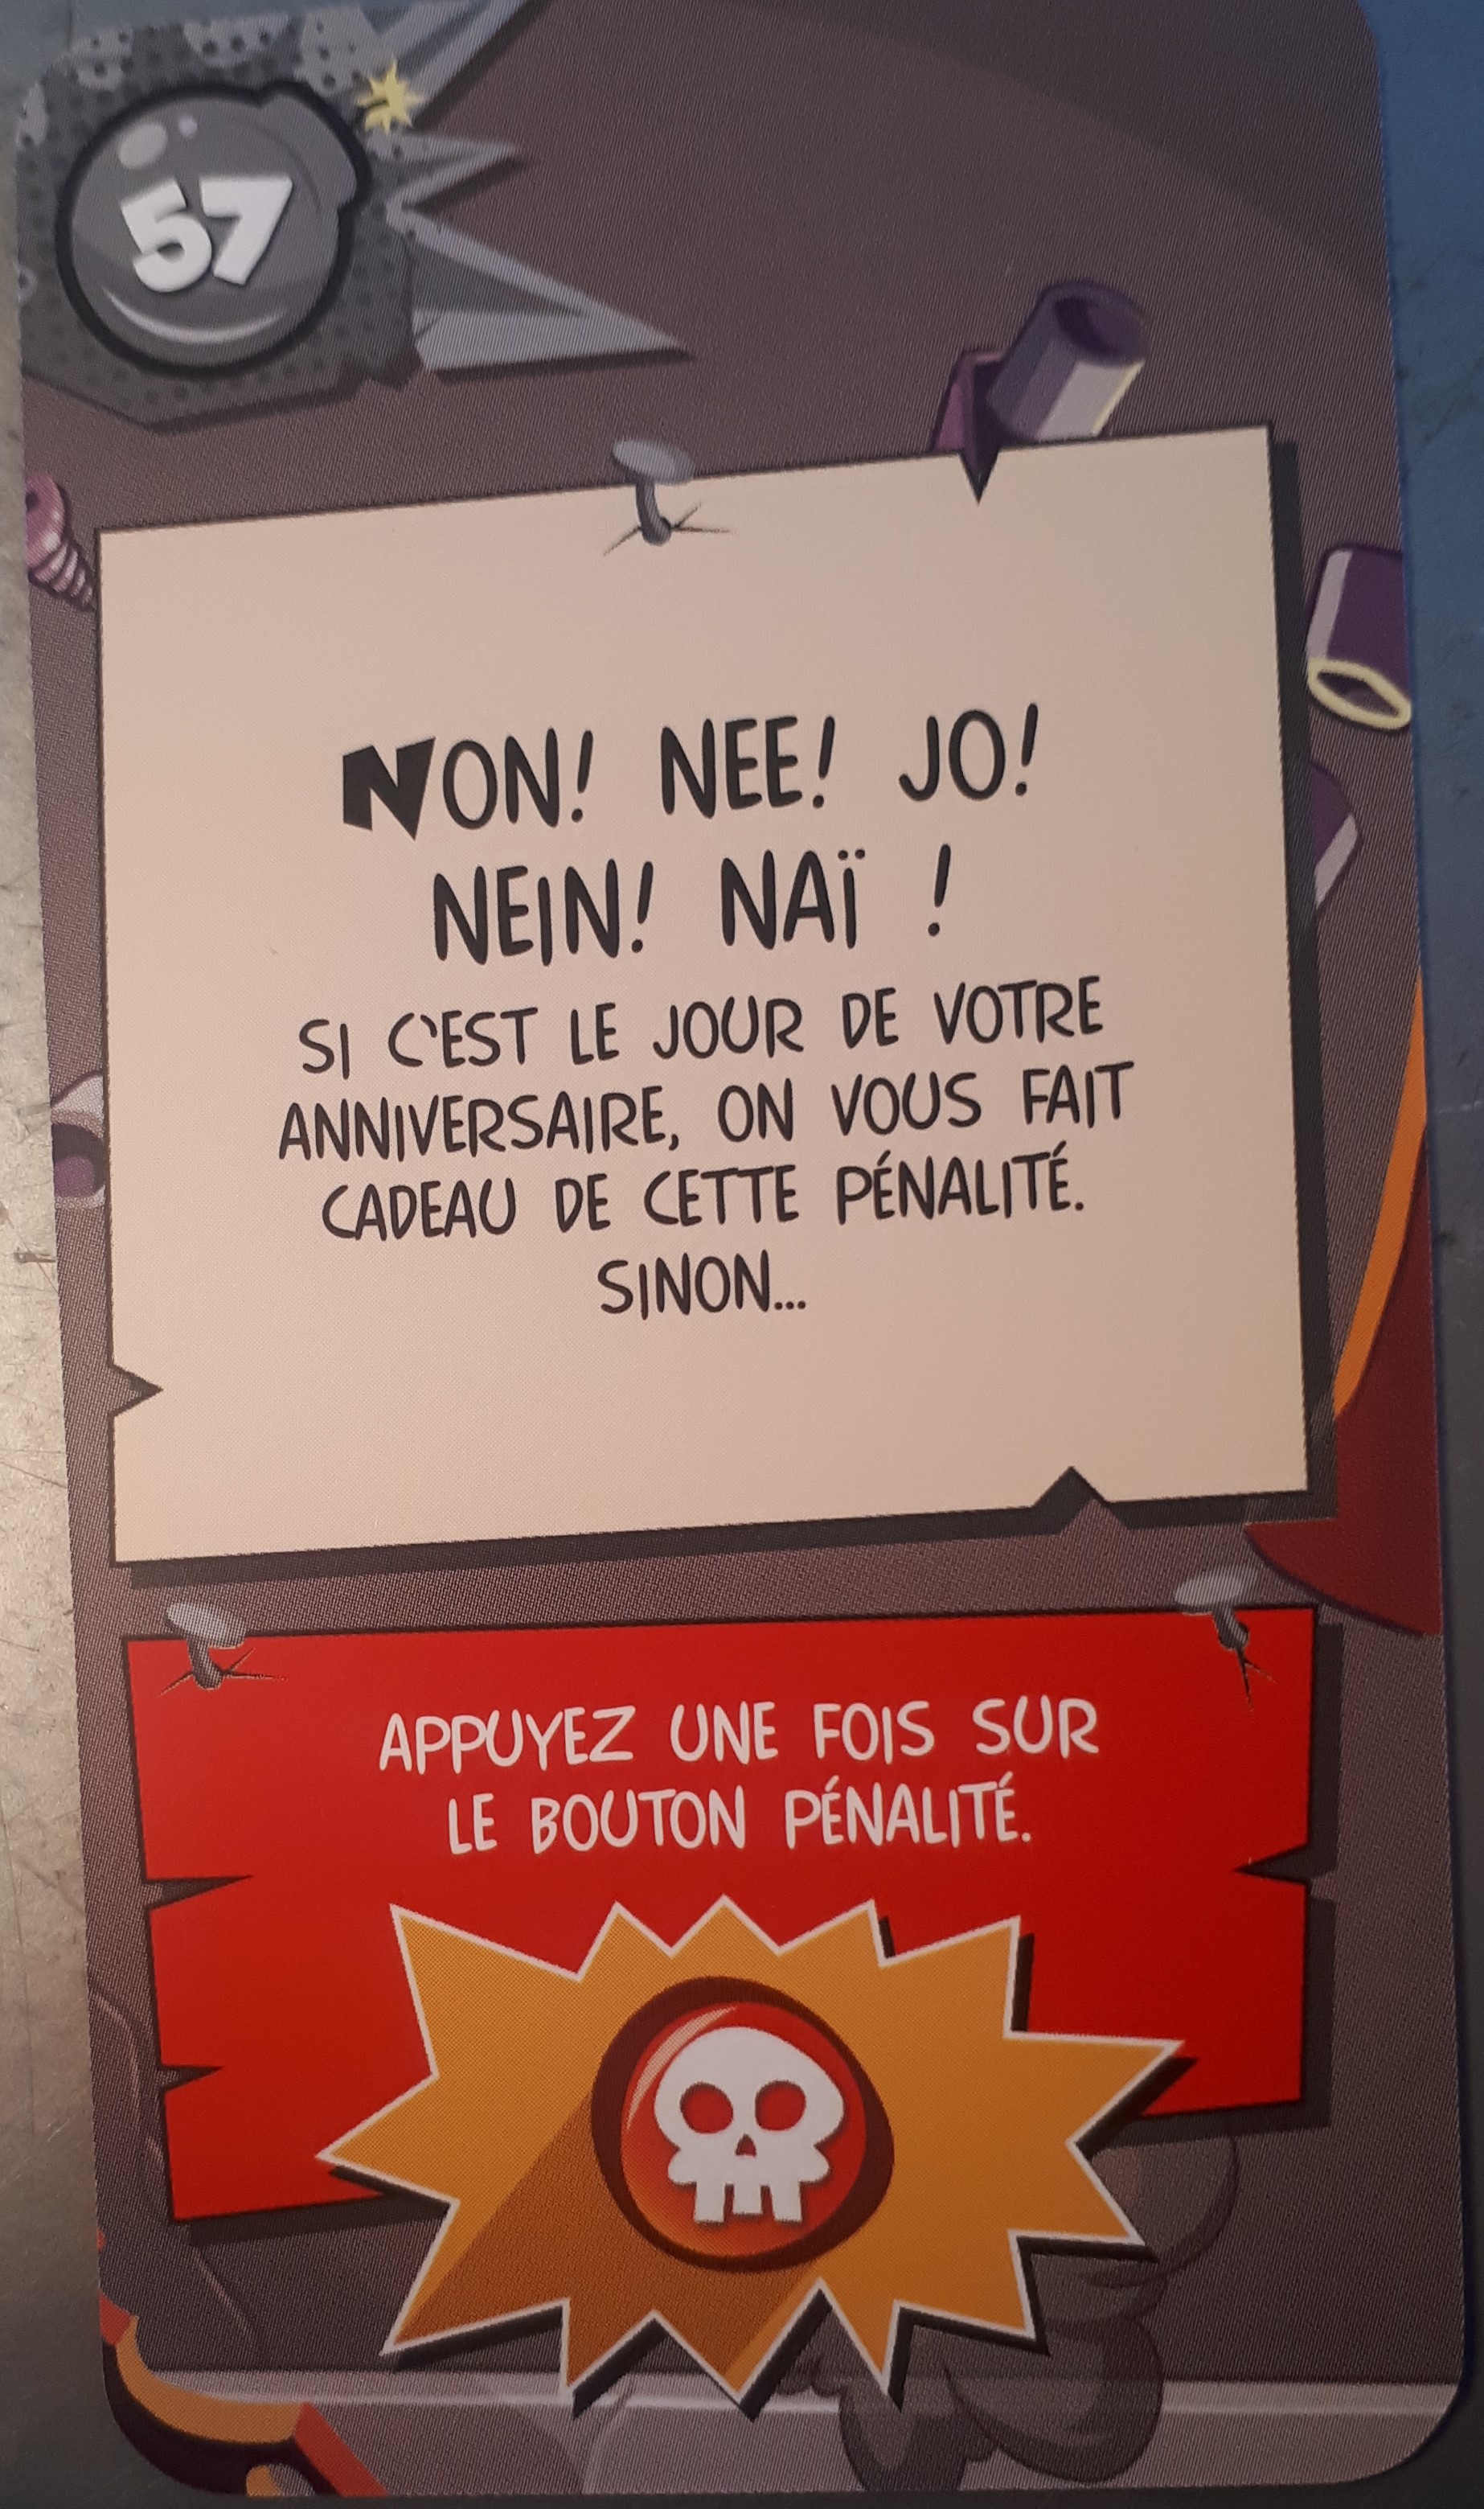 57
NON! NEE! JO!
NEIN! NAÏ !
SI C'EST LE JOUR DE VOTRE
ANNIVERSAIRE, ON VOUS FAIT
CADEAU DE CETTE PÉNALITÉ.
SINON...
APPUYEZ UNE FOIS SUR
LE BOUTON PÉNALITÉ.